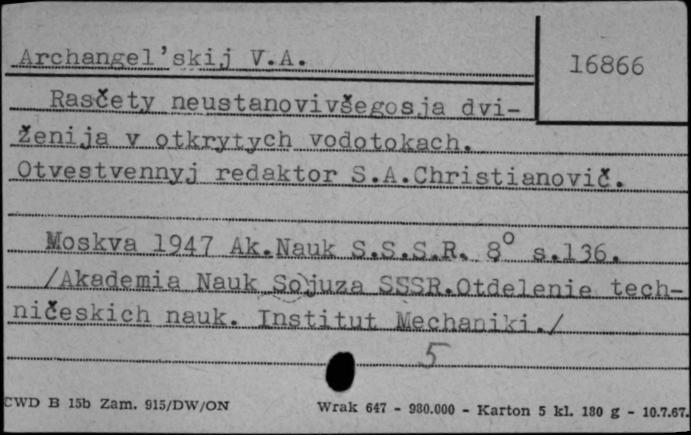 Archangel'skij V.A.
16866
Rasčety neustanovivšegosja dvi-
ženija v otkrytych vodotokach.
Otvestvennyj redaktor S.A.Christianovič.
Moskva 1947 Ak.Nauk S.S.S.R. 8° s.136.
/Akademia Nauk Sojuza SSSR.Otdelenie tech-
ničeskich nauk. Institut Mechaniki./
5
CWD B 15b Zam. 915/DW/ON
Wrak 647 - 980.000 - Karton 5 kl. 180 g - 10.7.67.